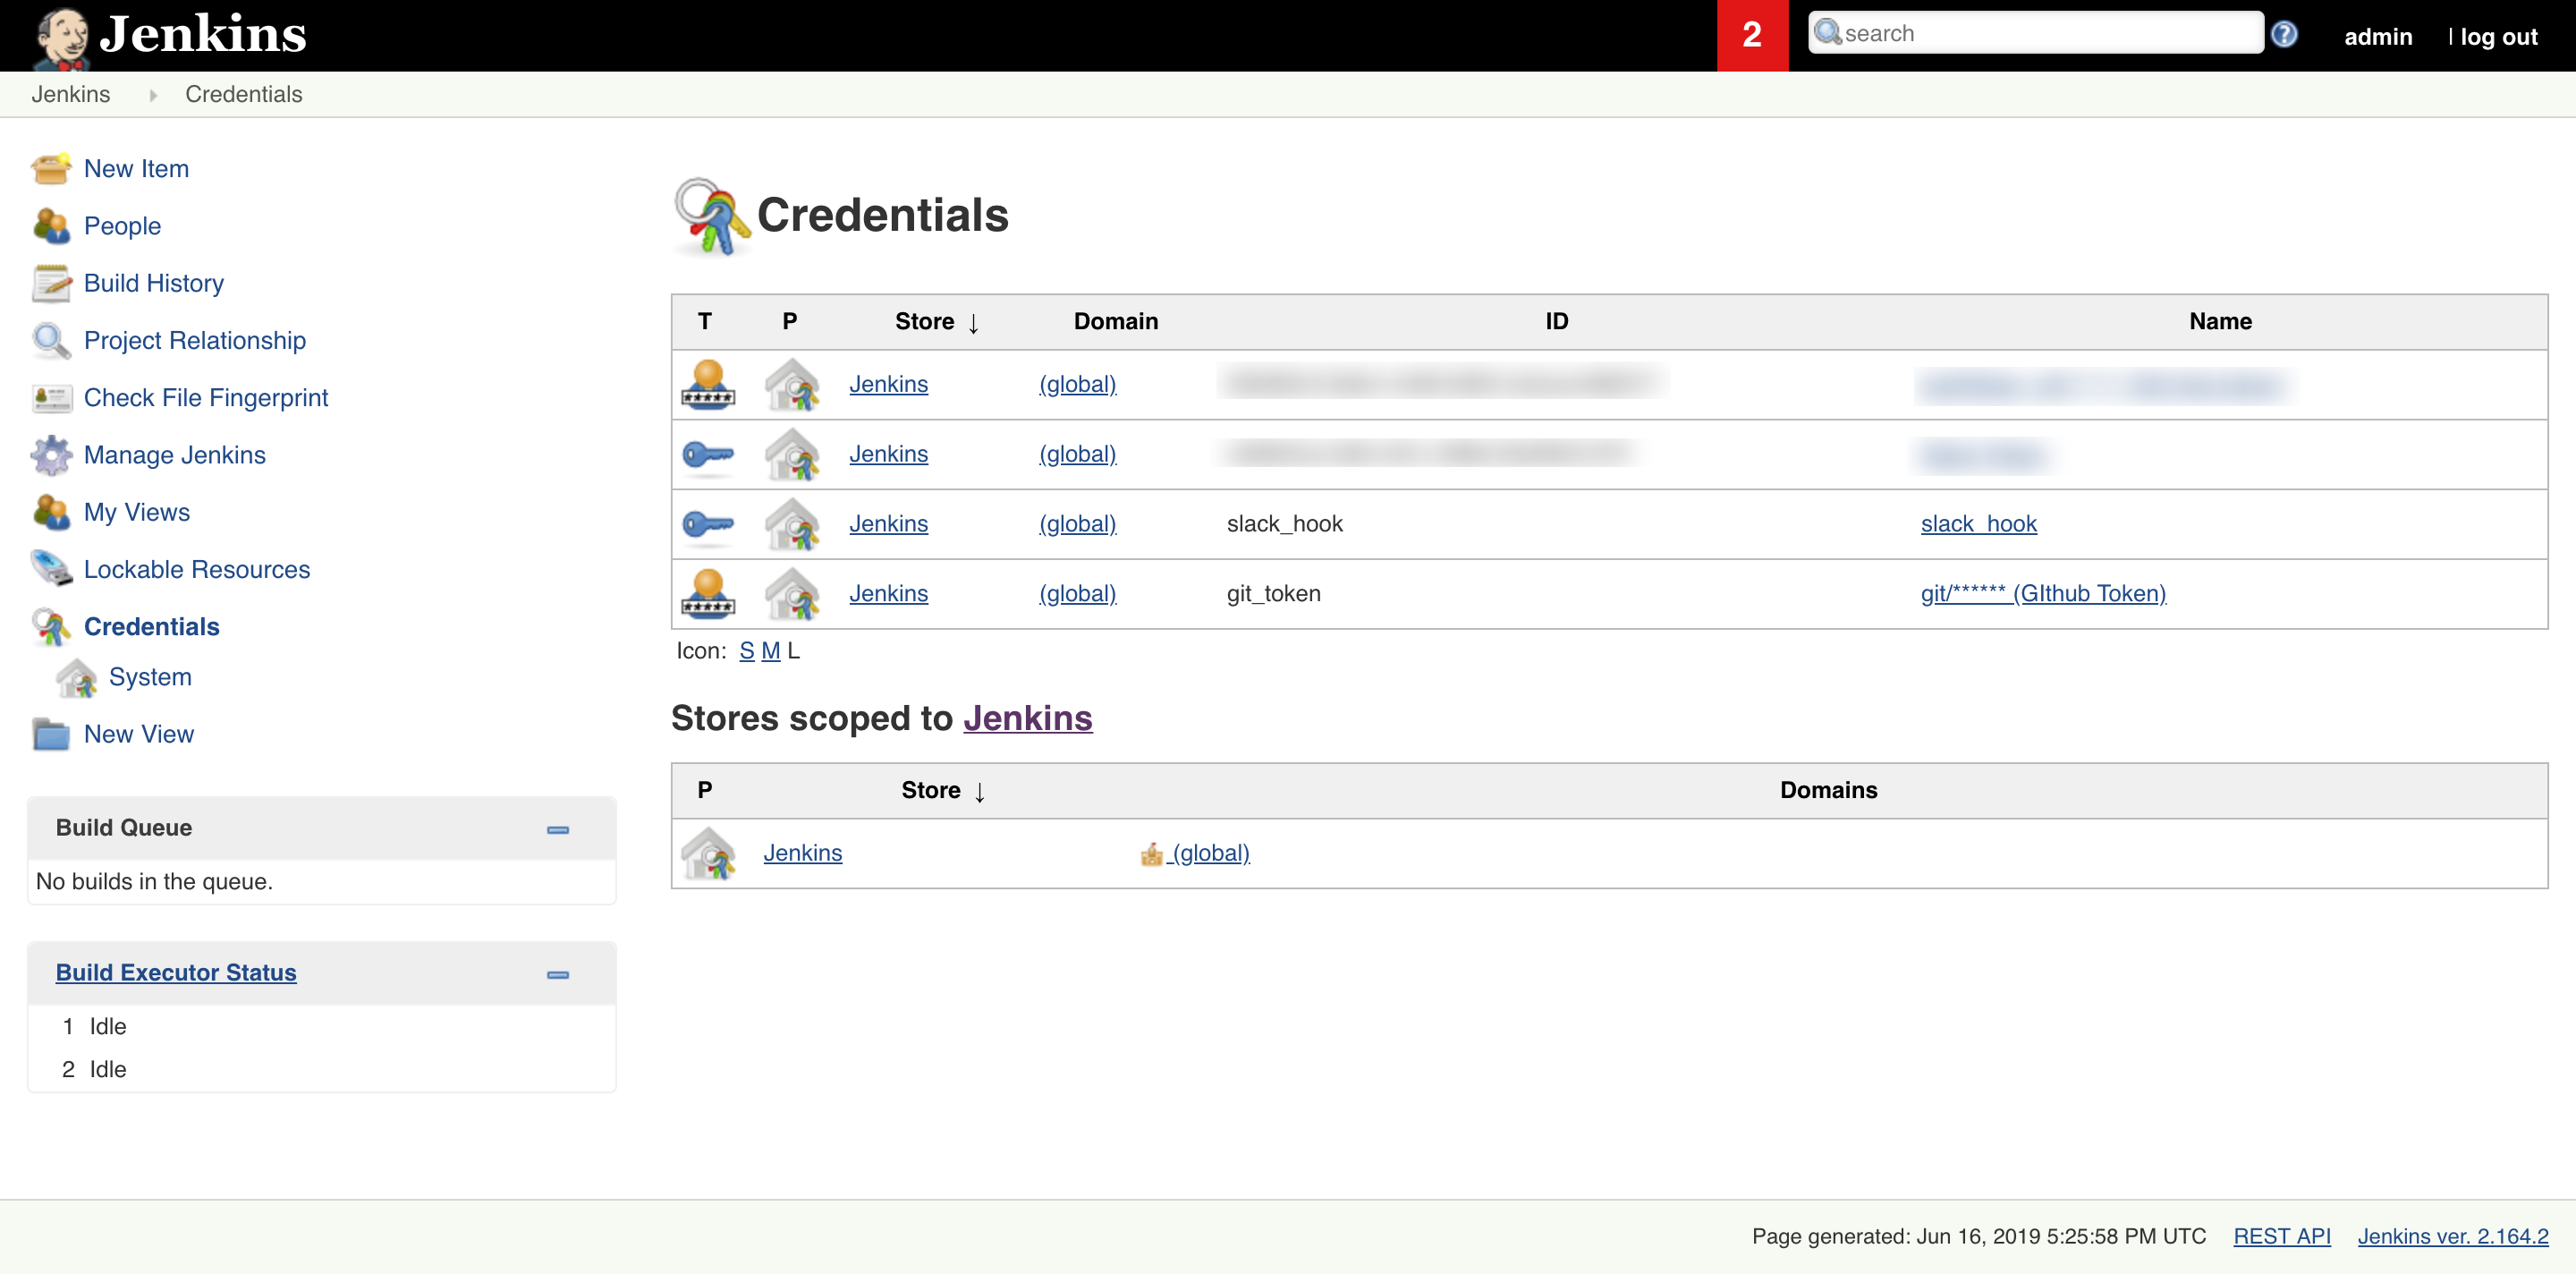 Jenkins
2
search
admin
| log out
Jenkins
Credentials
New Item
People
Build History
Project Relationship
Check File Fingerprint
Manage Jenkins
My Views
Lockable Resources
Credentials
System
New View
Build Queue
No builds in the queue.
Build Executor Status
1 Idle
2 Idle
Credentials
T P Store ↓ Domain ID Name
Jenkins (global)
Jenkins (global)
Jenkins (global) slack_hook slack_hook
Jenkins (global) git_token git/****** (GIthub Token)
Icon: S M L
Stores scoped to Jenkins
P Store ↓ Domains
Jenkins (global)
Page generated: Jun 16, 2019 5:25:58 PM UTC REST API Jenkins ver. 2.164.2